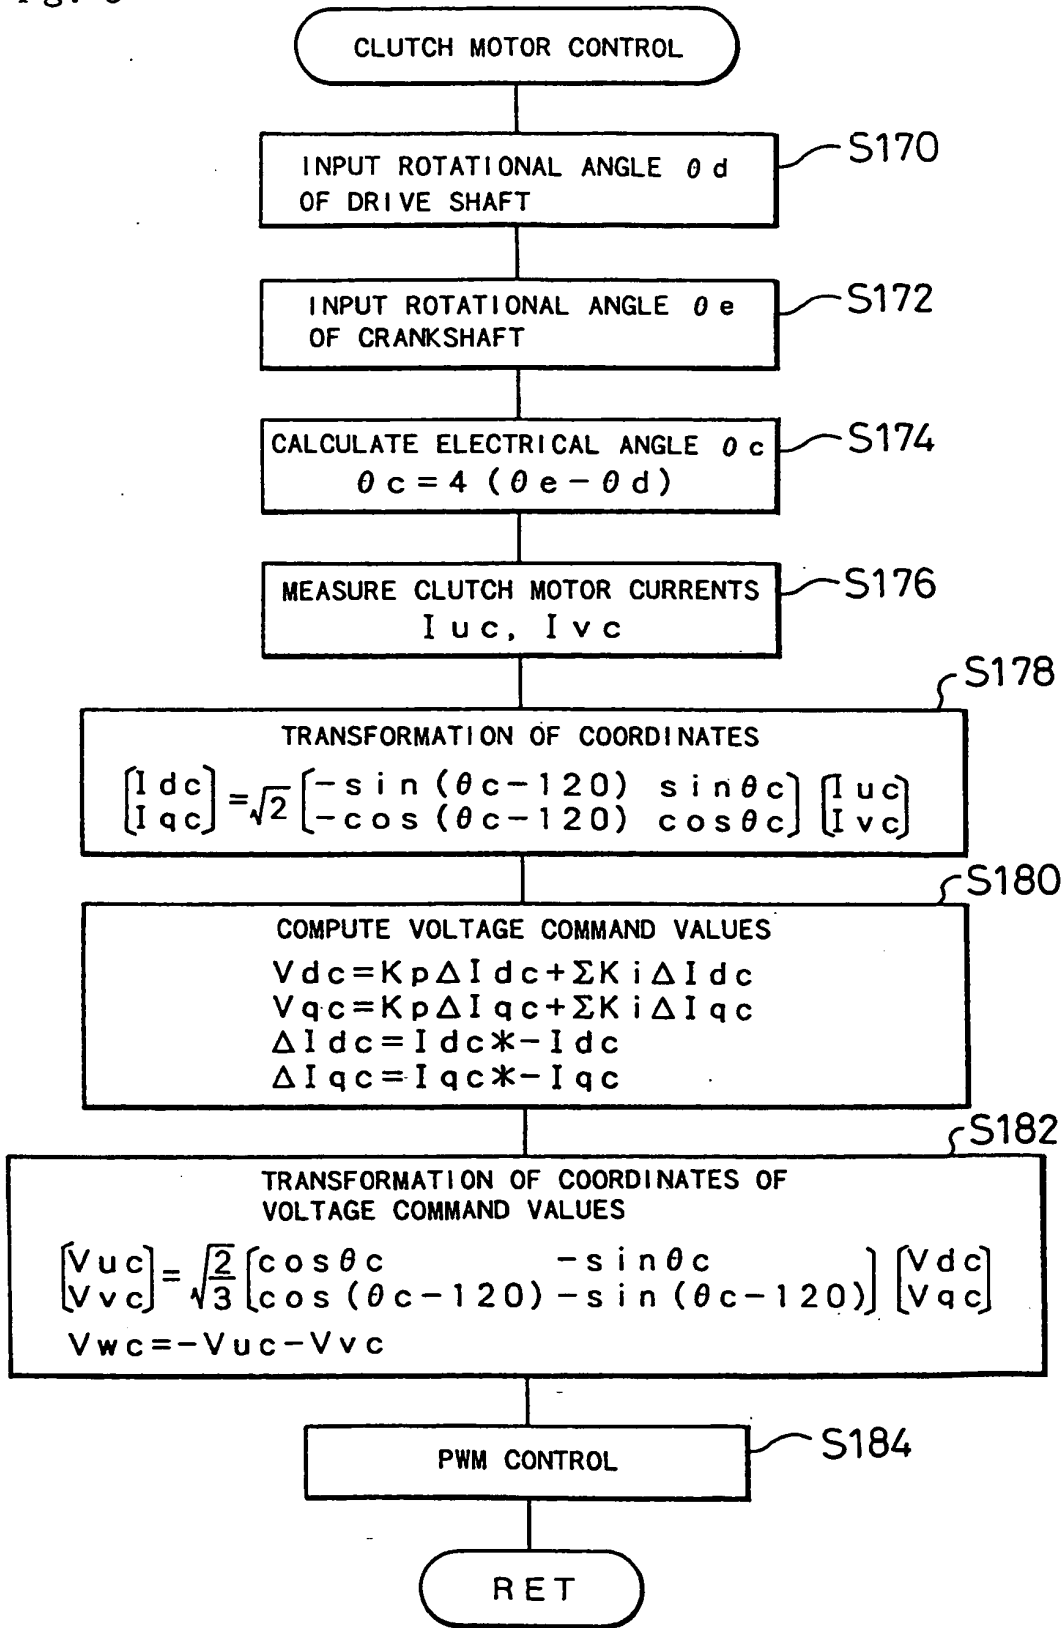 CLUTCH MOTOR CONTROL
S170
INPUT ROTATIONAL ANGLE θd
OF DRIVE SHAFT
S172
INPUT ROTATIONAL ANGLE θe
OF CRANKSHAFT
S174
CALCULATE ELECTRICAL ANGLE θc
θc=4 (θe-θd)
S176
MEASURE CLUTCH MOTOR CURRENTS
Iuc, Ivc
S178
TRANSFORMATION OF COORDINATES
[Idc] =√2 [-sin (θc-120) sinθc] [Iuc]
[Iqc] [-cos (θc-120) cosθc] [Ivc]
S180
COMPUTE VOLTAGE COMMAND VALUES
Vdc=KpΔIdc+ΣKiΔIdc
Vqc=KpΔIqc+ΣKiΔIqc
ΔIdc=Idc*-Idc
ΔIqc=Iqc*-Iqc
S182
TRANSFORMATION OF COORDINATES OF
VOLTAGE COMMAND VALUES
[Vuc] = √2/3 [cosθc -sinθc] [Vdc]
[Vvc] [cos (θc-120) -sin (θc-120)] [Vqc]
Vwc=-Vuc-Vvc
S184
PWM CONTROL
RET